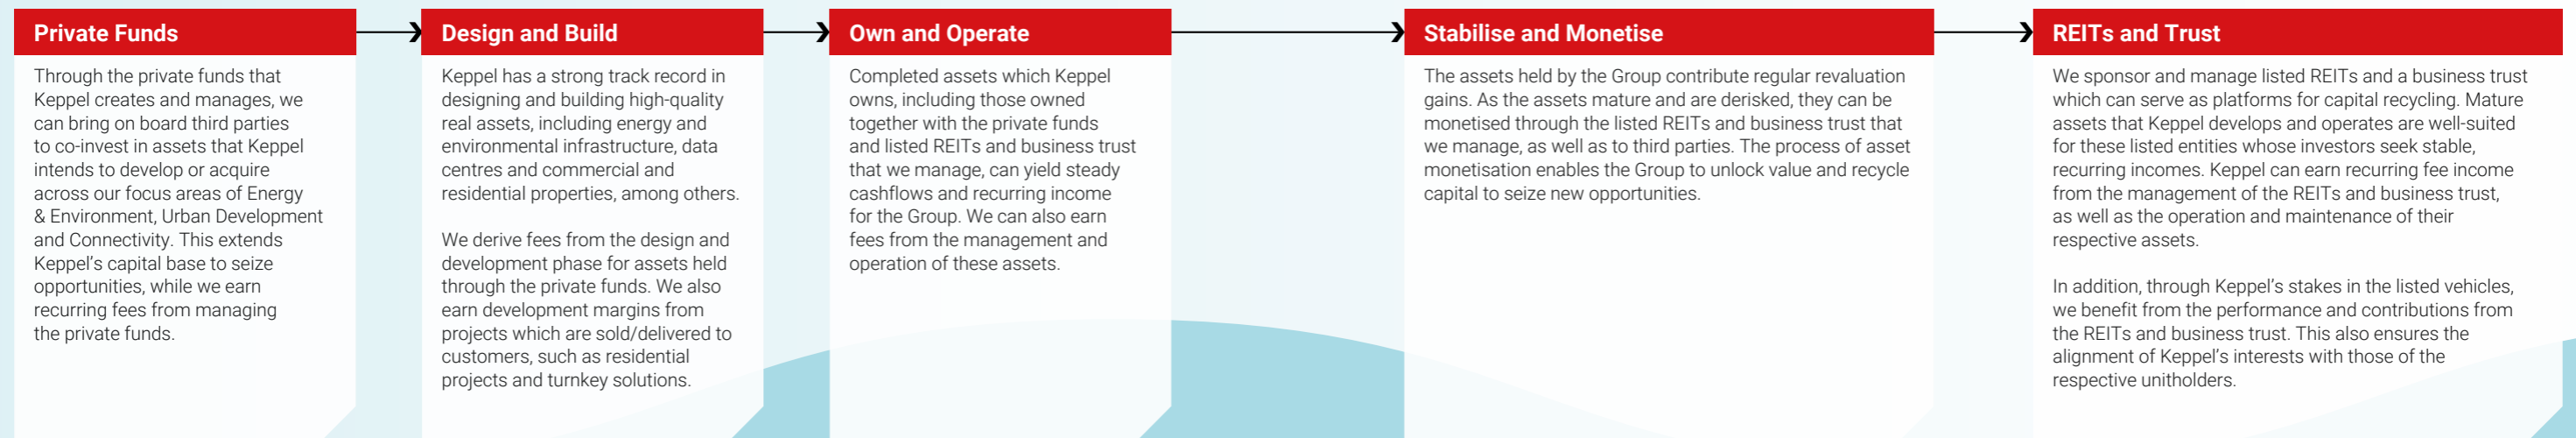 Private Funds
Through the private funds that
Keppel creates and manages, we
can bring on board third parties
to co-invest in assets that Keppel
intends to develop or acquire
across our focus areas of Energy
& Environment, Urban Development
and Connectivity. This extends
Keppel’s capital base to seize
opportunities, while we earn
recurring fees from managing
the private funds.
Design and Build
Keppel has a strong track record in
designing and building high-quality
real assets, including energy and
environmental infrastructure, data
centres and commercial and
residential properties, among others.
We derive fees from the design and
development phase for assets held
through the private funds. We also
earn development margins from
projects which are sold/delivered to
customers, such as residential
projects and turnkey solutions.
Own and Operate
Completed assets which Keppel
owns, including those owned
together with the private funds
and listed REITs and business trust
that we manage, can yield steady
cashflows and recurring income
for the Group. We can also earn
fees from the management and
operation of these assets.
Stabilise and Monetise
The assets held by the Group contribute regular revaluation
gains. As the assets mature and are derisked, they can be
monetised through the listed REITs and business trust that
we manage, as well as to third parties. The process of asset
monetisation enables the Group to unlock value and recycle
capital to seize new opportunities.
REITs and Trust
We sponsor and manage listed REITs and a business trust
which can serve as platforms for capital recycling. Mature
assets that Keppel develops and operates are well-suited
for these listed entities whose investors seek stable,
recurring incomes. Keppel can earn recurring fee income
from the management of the REITs and business trust,
as well as the operation and maintenance of their
respective assets.
In addition, through Keppel’s stakes in the listed vehicles,
we benefit from the performance and contributions from
the REITs and business trust. This also ensures the
alignment of Keppel’s interests with those of the
respective unitholders.